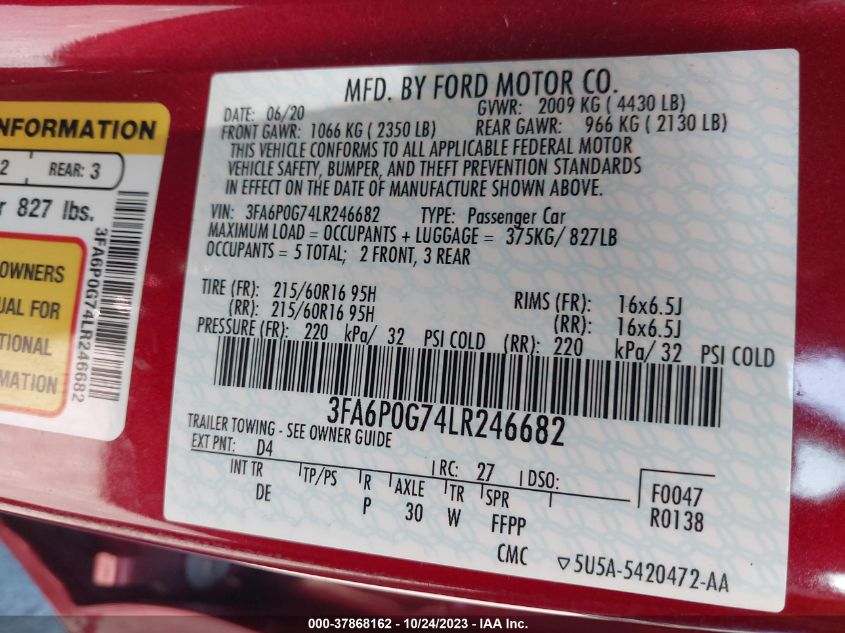 NFORMATION
2 REAR: 3
r 827 lbs.
OWNERS
UAL FOR
TIONAL
MATION
3FA6P0G74LR246682
MFD. BY FORD MOTOR CO.
DATE: 06/20 GVWR: 2009 KG ( 4430 LB)
FRONT GAWR: 1066 KG ( 2350 LB) REAR GAWR: 966 KG ( 2130 LB)
THIS VEHICLE CONFORMS TO ALL APPLICABLE FEDERAL MOTOR
VEHICLE SAFETY, BUMPER, AND THEFT PREVENTION STANDARDS
IN EFFECT ON THE DATE OF MANUFACTURE SHOWN ABOVE.
VIN: 3FA6P0G74LR246682 TYPE: Passenger Car
MAXIMUM LOAD = OCCUPANTS + LUGGAGE = 375KG/ 827LB
OCCUPANTS = 5 TOTAL; 2 FRONT, 3 REAR
TIRE (FR): 215/60R16 95H RIMS (FR): 16x6.5J
(RR): 215/60R16 95H (RR): 16x6.5J
PRESSURE (FR): 220 kPa/ 32 PSI COLD (RR): 220 kPa/ 32 PSI COLD
3FA6P0G74LR246682
TRAILER TOWING - SEE OWNER GUIDE
EXT PNT: D4 RC: 27 DSO: F0047
INT TR TP/PS R AXLE TR SPR R0138
DE P 30 W FFPP
CMC ▽5U5A-5420472-AA
000-37868162 - 10/24/2023 - IAA Inc.